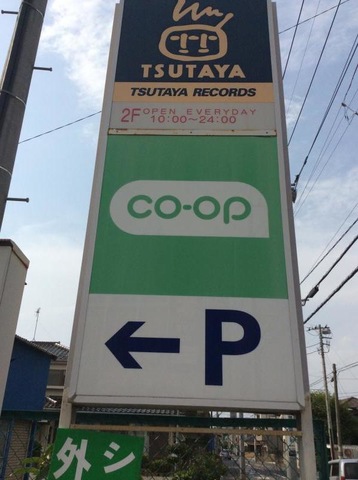 TSUTAYA
TSUTAYA RECORDS
2F OPEN EVERYDAY
10:00~24:00
co-op
← P
外シ